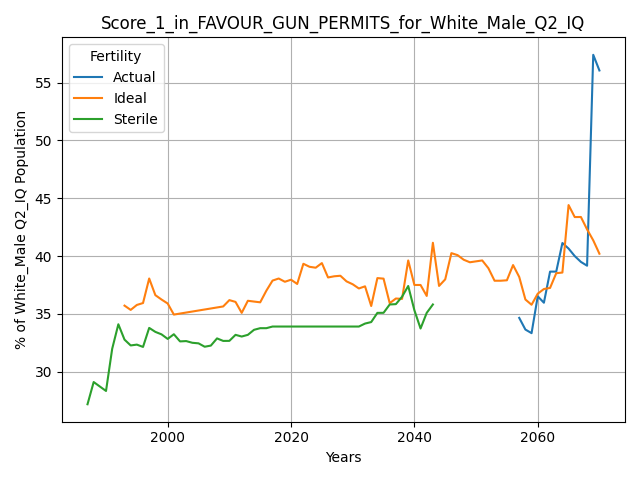 Score_1_in_FAVOUR_GUN_PERMITS_for_White_Male_Q2_IQ
Fertility
Actual
Ideal
Sterile
% of White_Male Q2_IQ Population
55
50
45
40
35
30
2000
2020
2040
2060
Years